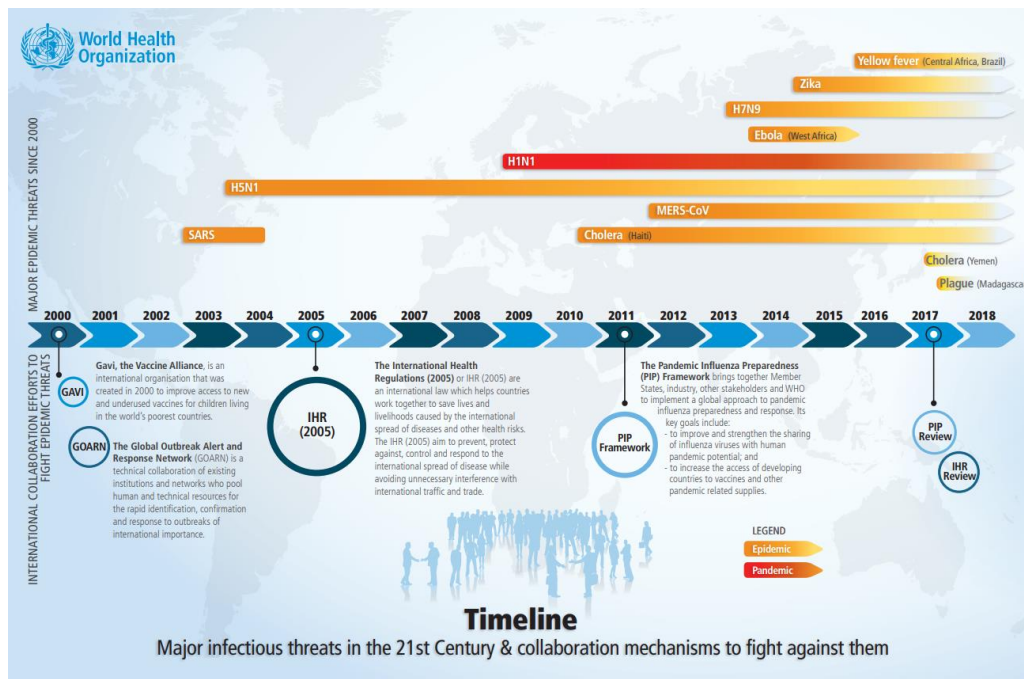 World Health
Organization
MAJOR EPIDEMIC THREATS SINCE 2000
Yellow fever (Central Africa, Brazil)
Zika
H7N9
Ebola (West Africa)
H1N1
H5N1
MERS-CoV
SARS
Cholera (Haiti)
Cholera (Yemen)
Plague (Madagasca
2000 2001 2002 2003 2004 2005 2006 2007 2008 2009 2010 2011 2012 2013 2014 2015 2016 2017 2018
INTERNATIONAL COLLABORATION EFFORTS TO
FIGHT EPIDEMIC THREATS
GAVI
Gavi, the Vaccine Alliance, is an
international organisation that was
created in 2000 to improve access to new
and underused vaccines for children living
in the world's poorest countries.
GOARN
The Global Outbreak Alert and
Response Network (GOARN) is a
technical collaboration of existing
institutions and networks who pool
human and technical resources for
the rapid identification, confirmation
and response to outbreaks of
international importance.
IHR
(2005)
The International Health
Regulations (2005) or IHR (2005) are
an international law which helps countries
work together to save lives and
livelihoods caused by the international
spread of diseases and other health risks.
The IHR (2005) aim to prevent, protect
against, control and respond to the
international spread of disease while
avoiding unnecessary interference with
international traffic and trade.
PIP
Framework
The Pandemic Influenza Preparedness
(PIP) Framework brings together Member
States, industry, other stakeholders and WHO
to implement a global approach to pandemic
influenza preparedness and response. Its
key goals include:
- to improve and strengthen the sharing
of influenza viruses with human
pandemic potential; and
- to increase the access of developing
countries to vaccines and other
pandemic related supplies.
PIP
Review
IHR
Review
LEGEND
Epidemic
Pandemic
Timeline
Major infectious threats in the 21st Century & collaboration mechanisms to fight against them